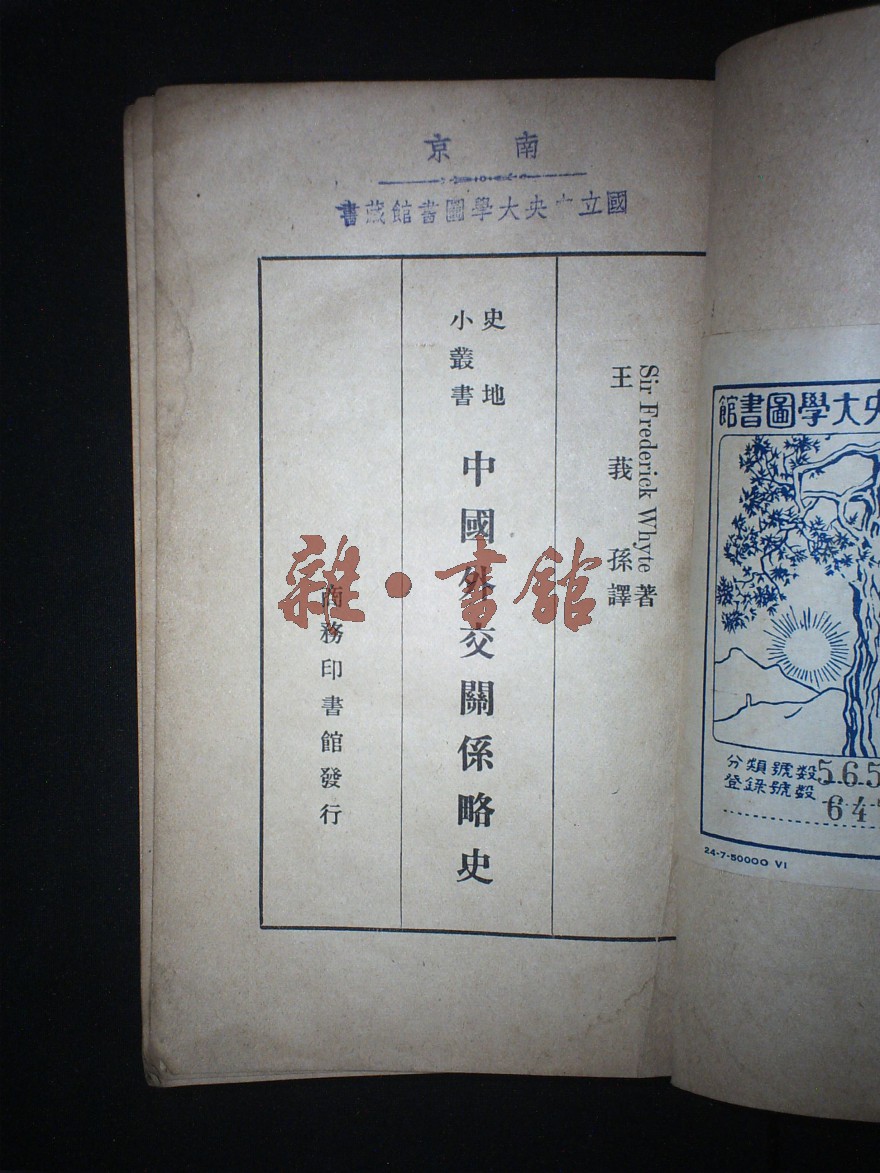 南京
國立中央大學圖書館藏書
Sir Frederick Whyte 著
王莪孫譯
史地
小叢書
中國外交關係略史
商務印書館發行
雜·書館
央大學圖書館
分類號數 565
登錄號數 64
24-7-50000 VI